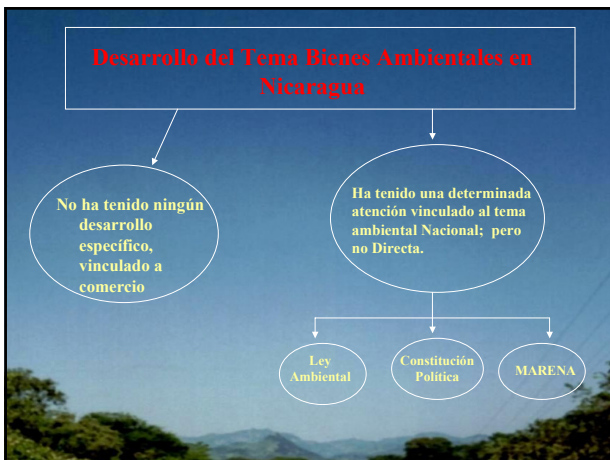 Desarrollo del Tema Bienes Ambientales en
Nicaragua
No ha tenido ningún
desarrollo
específico,
vinculado a
comercio
Ha tenido una determinada
atención vinculado al tema
ambiental Nacional; pero
no Directa.
Ley
Ambiental
Constitución
Política
MARENA